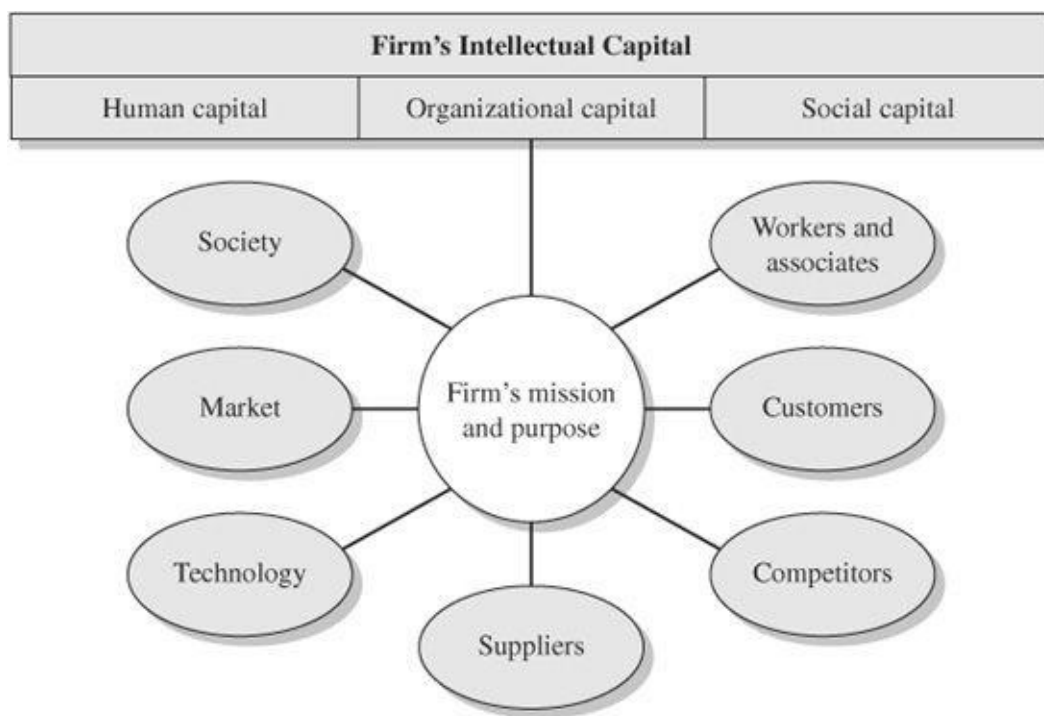 Firm's Intellectual Capital
Human capital
Organizational capital
Social capital
Society
Workers and
associates
Market
Firm's mission
and purpose
Customers
Technology
Competitors
Suppliers